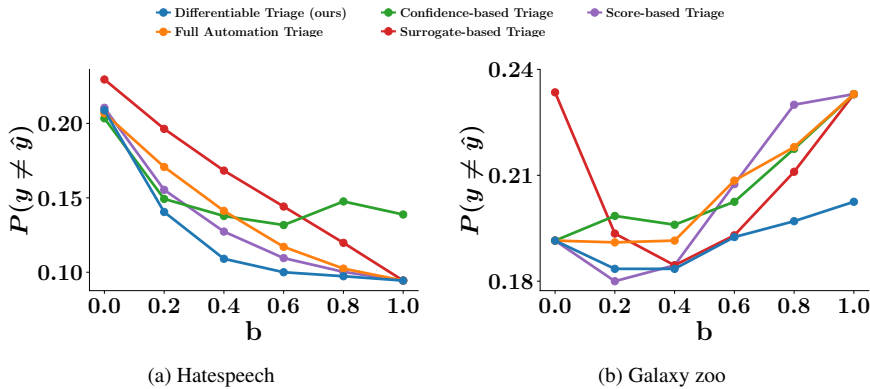 Differentiable Triage (ours) Confidence-based Triage Score-based Triage
Full Automation Triage Surrogate-based Triage
0.20
0.15
0.10
P(y ≠ ŷ)
0.0 0.2 0.4 0.6 0.8 1.0
b
(a) Hatespeech
0.24
0.21
0.18
P(y ≠ ŷ)
0.0 0.2 0.4 0.6 0.8 1.0
b
(b) Galaxy zoo